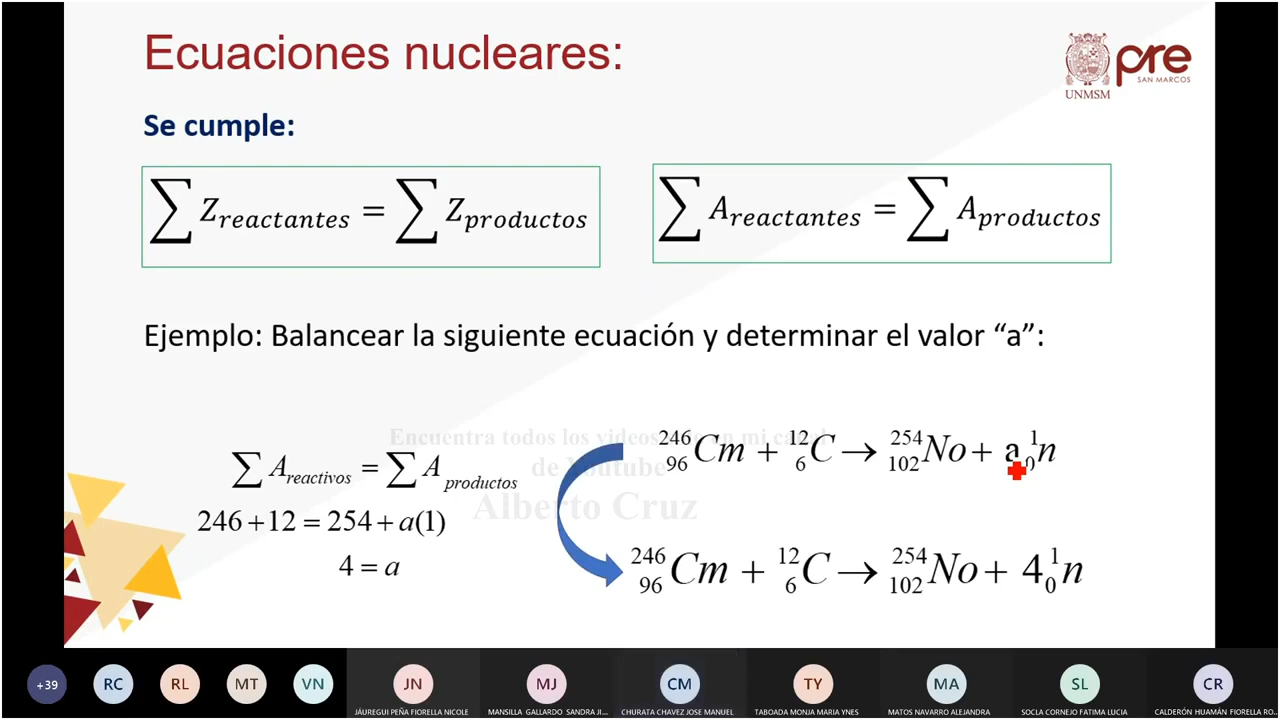 Ecuaciones nucleares:
pre
SAN MARCOS
UNMSM
Se cumple:
∑ Z_reactantes = ∑ Z_productos
∑ A_reactantes = ∑ A_productos
Ejemplo: Balancear la siguiente ecuación y determinar el valor “a”:
Encuentra todos los videos en mi canal
de Youtube
Alberto Cruz
∑ A_reactivos = ∑ A_productos
246 + 12 = 254 + a(1)
4 = a
²⁴⁶₉₆Cm + ¹²₆C → ²⁵⁴₁₀₂No + a ¹₀n
²⁴⁶₉₆Cm + ¹²₆C → ²⁵⁴₁₀₂No + 4 ¹₀n
+39
RC
RL
MT
VN
JN
MJ
CM
TY
MA
SL
CR
JÁUREGUI PEÑA FIORELLA NICOLE
MANSILLA GALLARDO SANDRA JI...
CHURATA CHAVEZ JOSE MANUEL
TABOADA MONJA MARIA YNES
MATOS NAVARRO ALEJANDRA
SOCLA CORNEJO FATIMA LUCIA
CALDERÓN HUAMÁN FIORELLA RO...